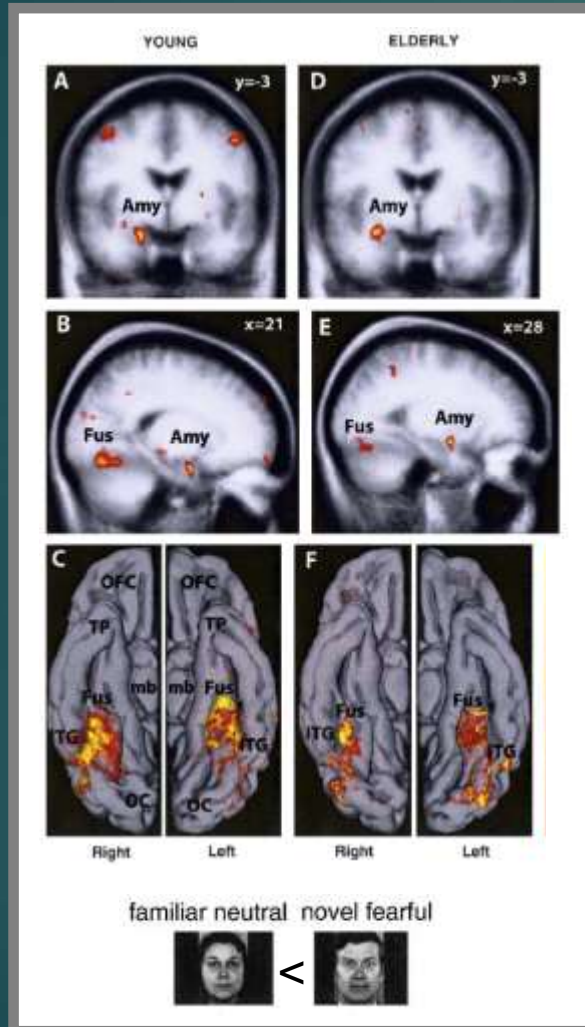 YOUNG ELDERLY
A y=-3 D y=-3
Amy Amy
B x=21 E x=28
Fus Amy Fus Amy
C OFC OFC F
TP TP
mb mb
Fus Fus Fus Fus
ITG ITG ITG
OC OC
Right Left Right Left
familiar neutral novel fearful
<